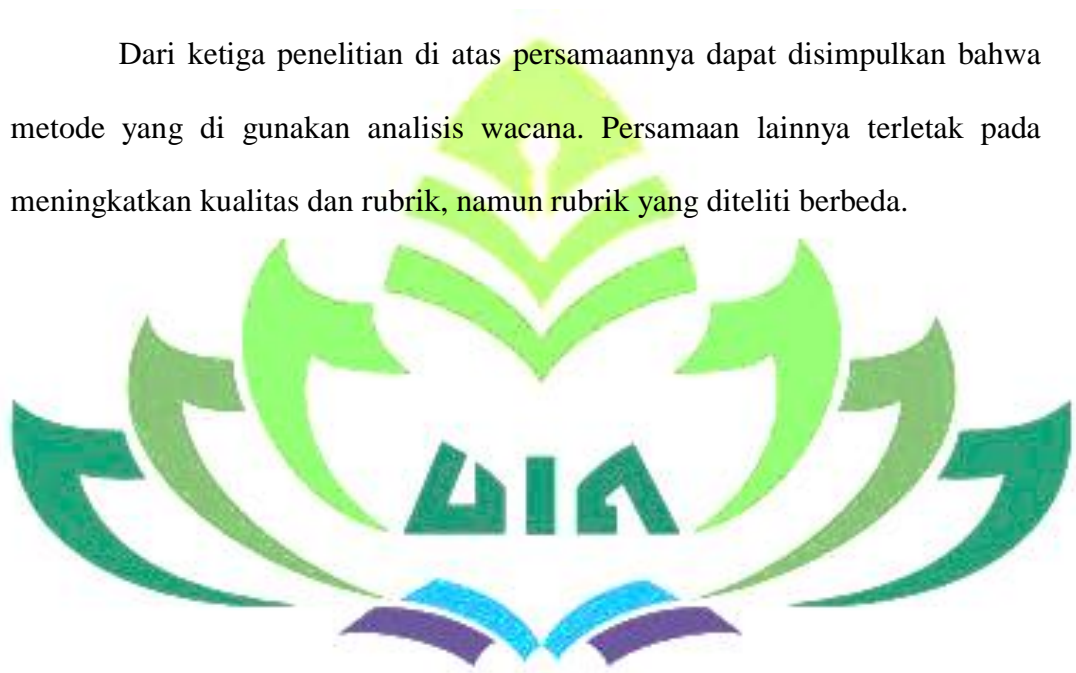 Dari ketiga penelitian di atas persamaannya dapat disimpulkan bahwa
metode yang di gunakan analisis wacana. Persamaan lainnya terletak pada
meningkatkan kualitas dan rubrik, namun rubrik yang diteliti berbeda.
UIN